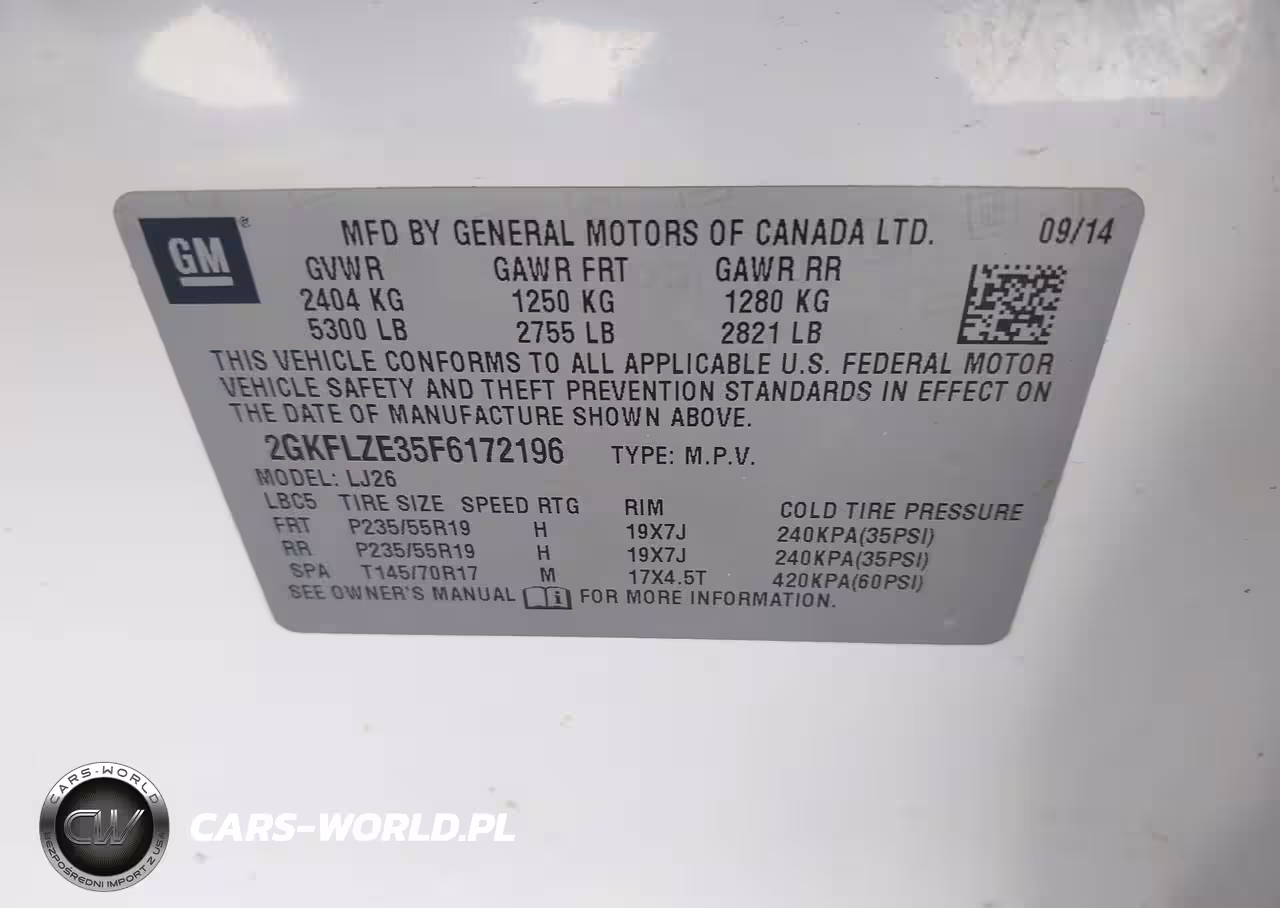 GM ®
MFD BY GENERAL MOTORS OF CANADA LTD. 09/14
GVWR GAWR FRT GAWR RR
2404 KG 1250 KG 1280 KG
5300 LB 2755 LB 2821 LB
THIS VEHICLE CONFORMS TO ALL APPLICABLE U.S. FEDERAL MOTOR
VEHICLE SAFETY AND THEFT PREVENTION STANDARDS IN EFFECT ON
THE DATE OF MANUFACTURE SHOWN ABOVE.
2GKFLZE35F6172196 TYPE: M.P.V.
MODEL: LJ26
LBC5 TIRE SIZE SPEED RTG RIM COLD TIRE PRESSURE
FRT P235/55R19 H 19X7J 240KPA(35PSI)
RR P235/55R19 H 19X7J 240KPA(35PSI)
SPA T145/70R17 M 17X4.5T 420KPA(60PSI)
SEE OWNER'S MANUAL i FOR MORE INFORMATION.
CARS-WORLD
CW
BEZPOŚREDNI IMPORT Z USA
CARS-WORLD.PL